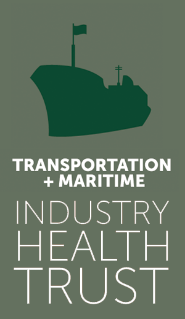 TRANSPORTATION
+ MARITIME
INDUSTRY
HEALTH
TRUST